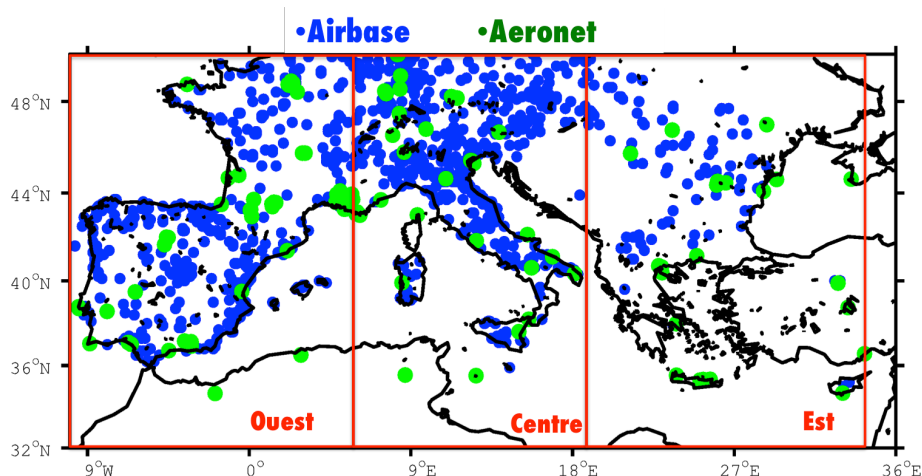 •Airbase •Aeronet
48°N
44°N
40°N
36°N
32°N
Ouest Centre Est
9°W 0° 9°E 18°E 27°E 36°E